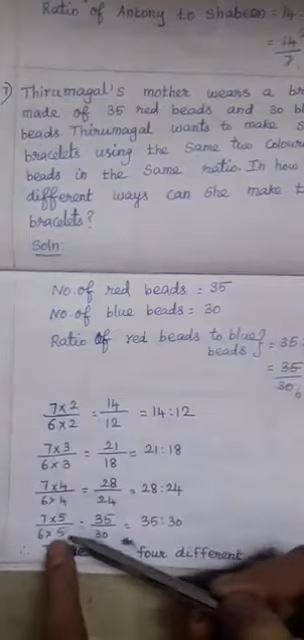 Ratio of Antony to Shabeen = 14
= 14/7
7) Thirumagal's mother wears a
made of 35 red beads and 30
beads. Thirumagal wants to make
bracelets using the same two
beads in the same ratio. In how
different ways can she make
bracelets?
Soln:
No. of red beads = 35
No. of blue beads = 30
Ratio of red beads to blue beads } = 35:
= 35/30
7×2/6×2 = 14/12 = 14:12
7×3/6×3 = 21/18 = 21:18
7×4/6×4 = 28/24 = 28:24
7×5/6×5 = 35/30 = 35:30
∴ four different